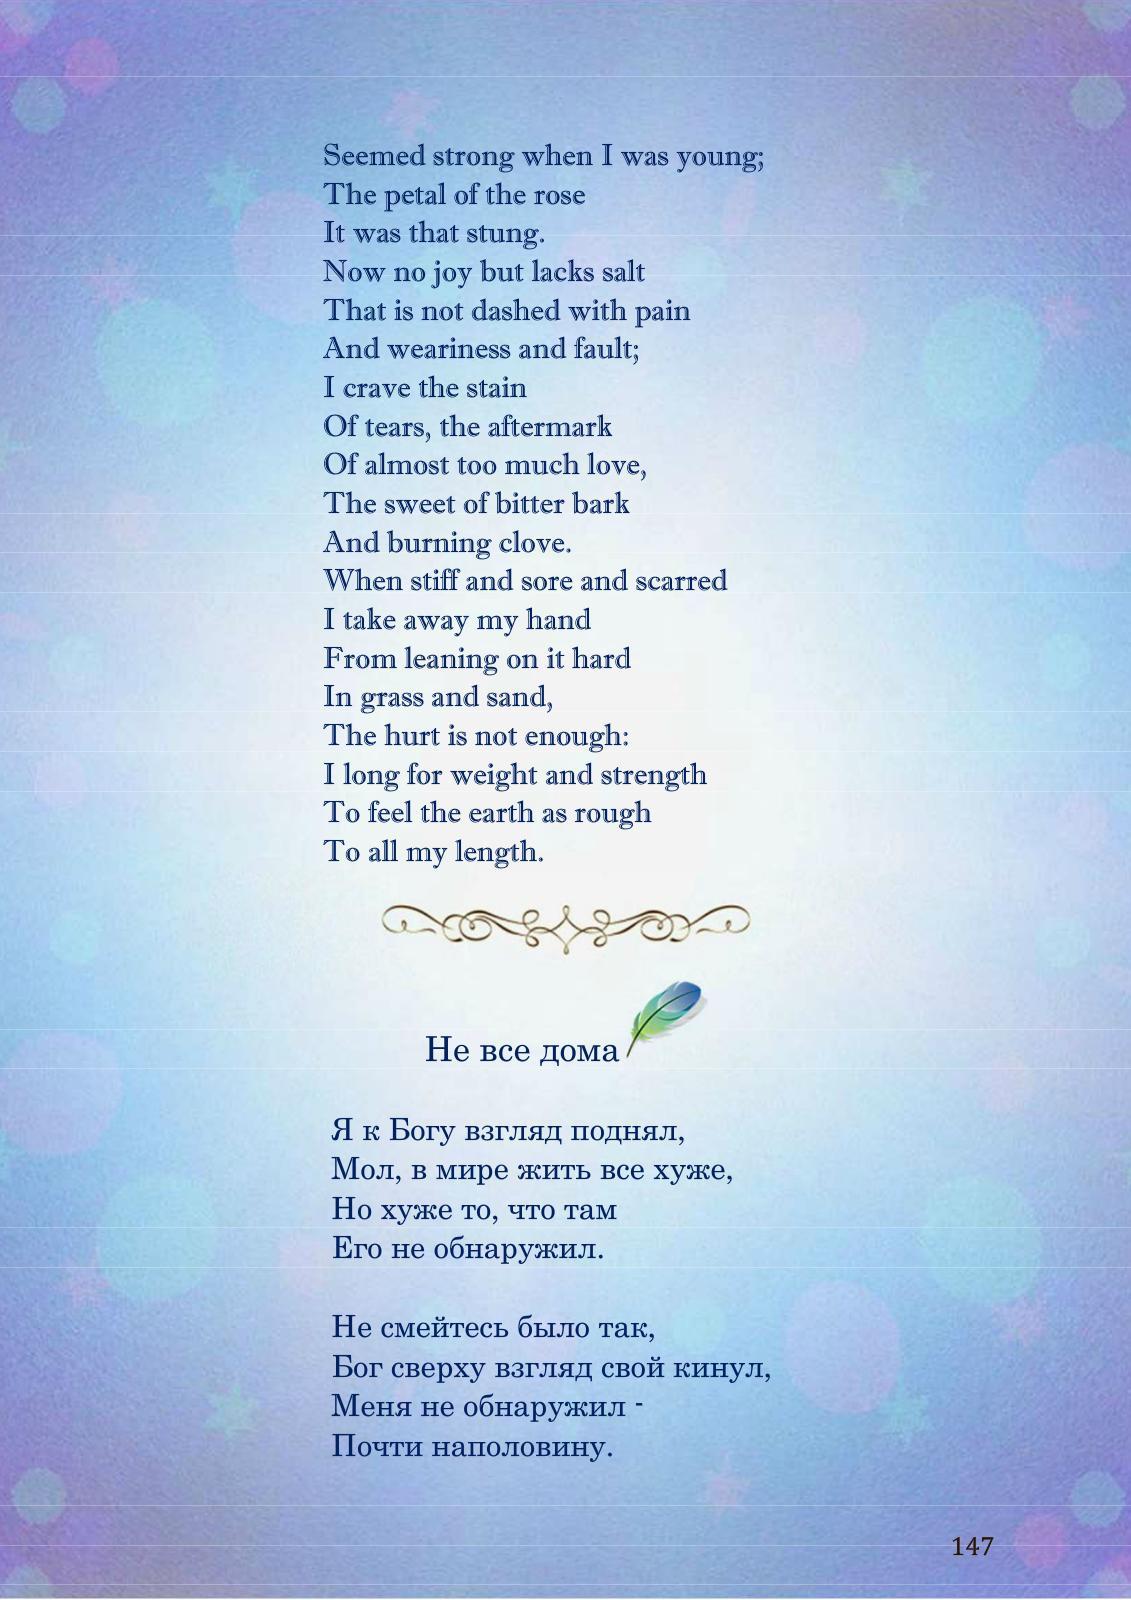 Seemed strong when I was young;
The petal of the rose
It was that stung.
Now no joy but lacks salt
That is not dashed with pain
And weariness and fault;
I crave the stain
Of tears, the aftermark
Of almost too much love,
The sweet of bitter bark
And burning clove.
When stiff and sore and scarred
I take away my hand
From leaning on it hard
In grass and sand,
The hurt is not enough:
I long for weight and strength
To feel the earth as rough
To all my length.
Не все дома
Я к Богу взгляд поднял,
Мол, в мире жить все хуже,
Но хуже то, что там
Его не обнаружил.
Не смейтесь было так,
Бог сверху взгляд свой кинул,
Меня не обнаружил -
Почти наполовину.
147